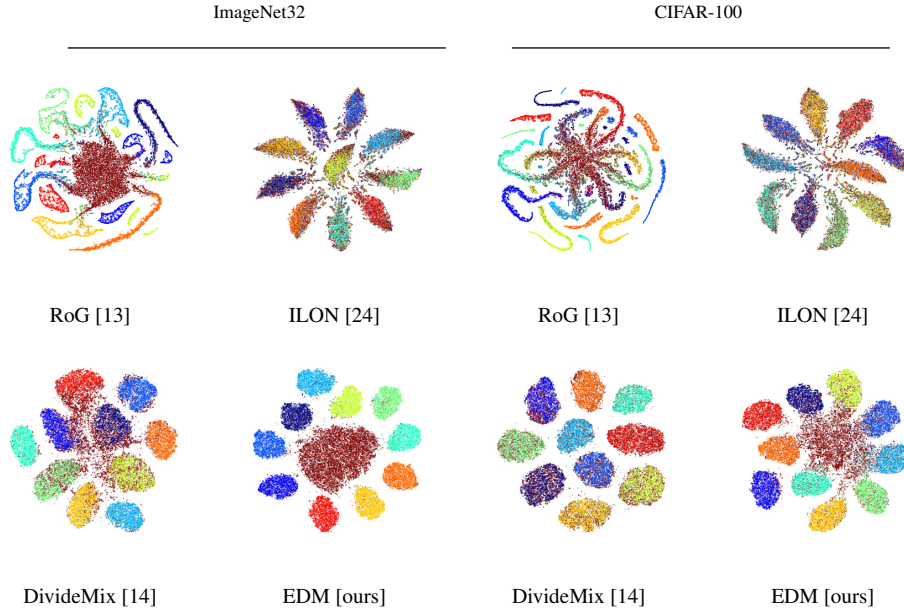 ImageNet32 CIFAR-100
RoG [13] ILON [24] RoG [13] ILON [24]
DivideMix [14] EDM [ours] DivideMix [14] EDM [ours]